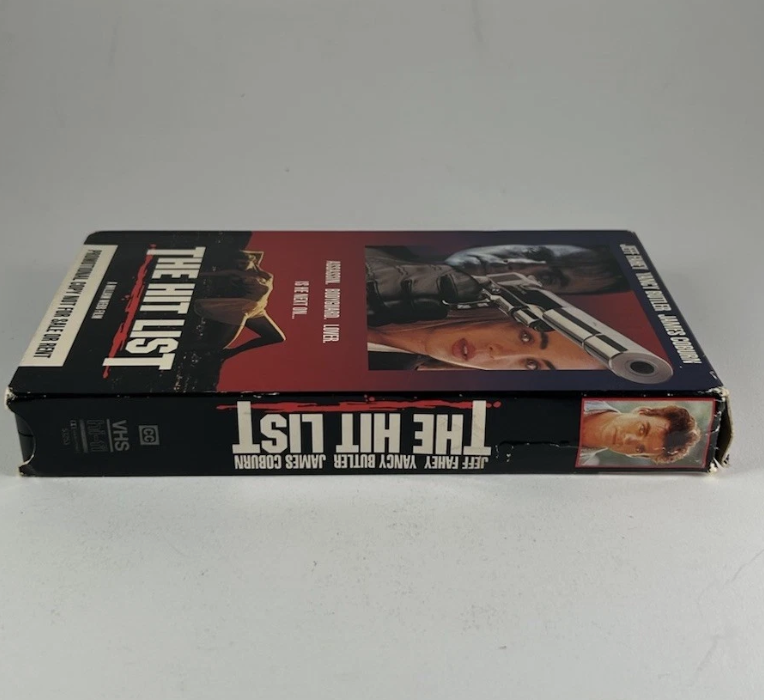 JEFF FAHEY YANCY BUTLER JAMES COBURN
ASSASSIN. BODYGUARD. LOVER.
IS HE NEXT ON...
THE HIT LIST
PROMOTIONAL COPY NOT FOR SALE OR RENT
JEFF FAHEY YANCY BUTLER JAMES COBURN
THE HIT LIST
CC
VHS